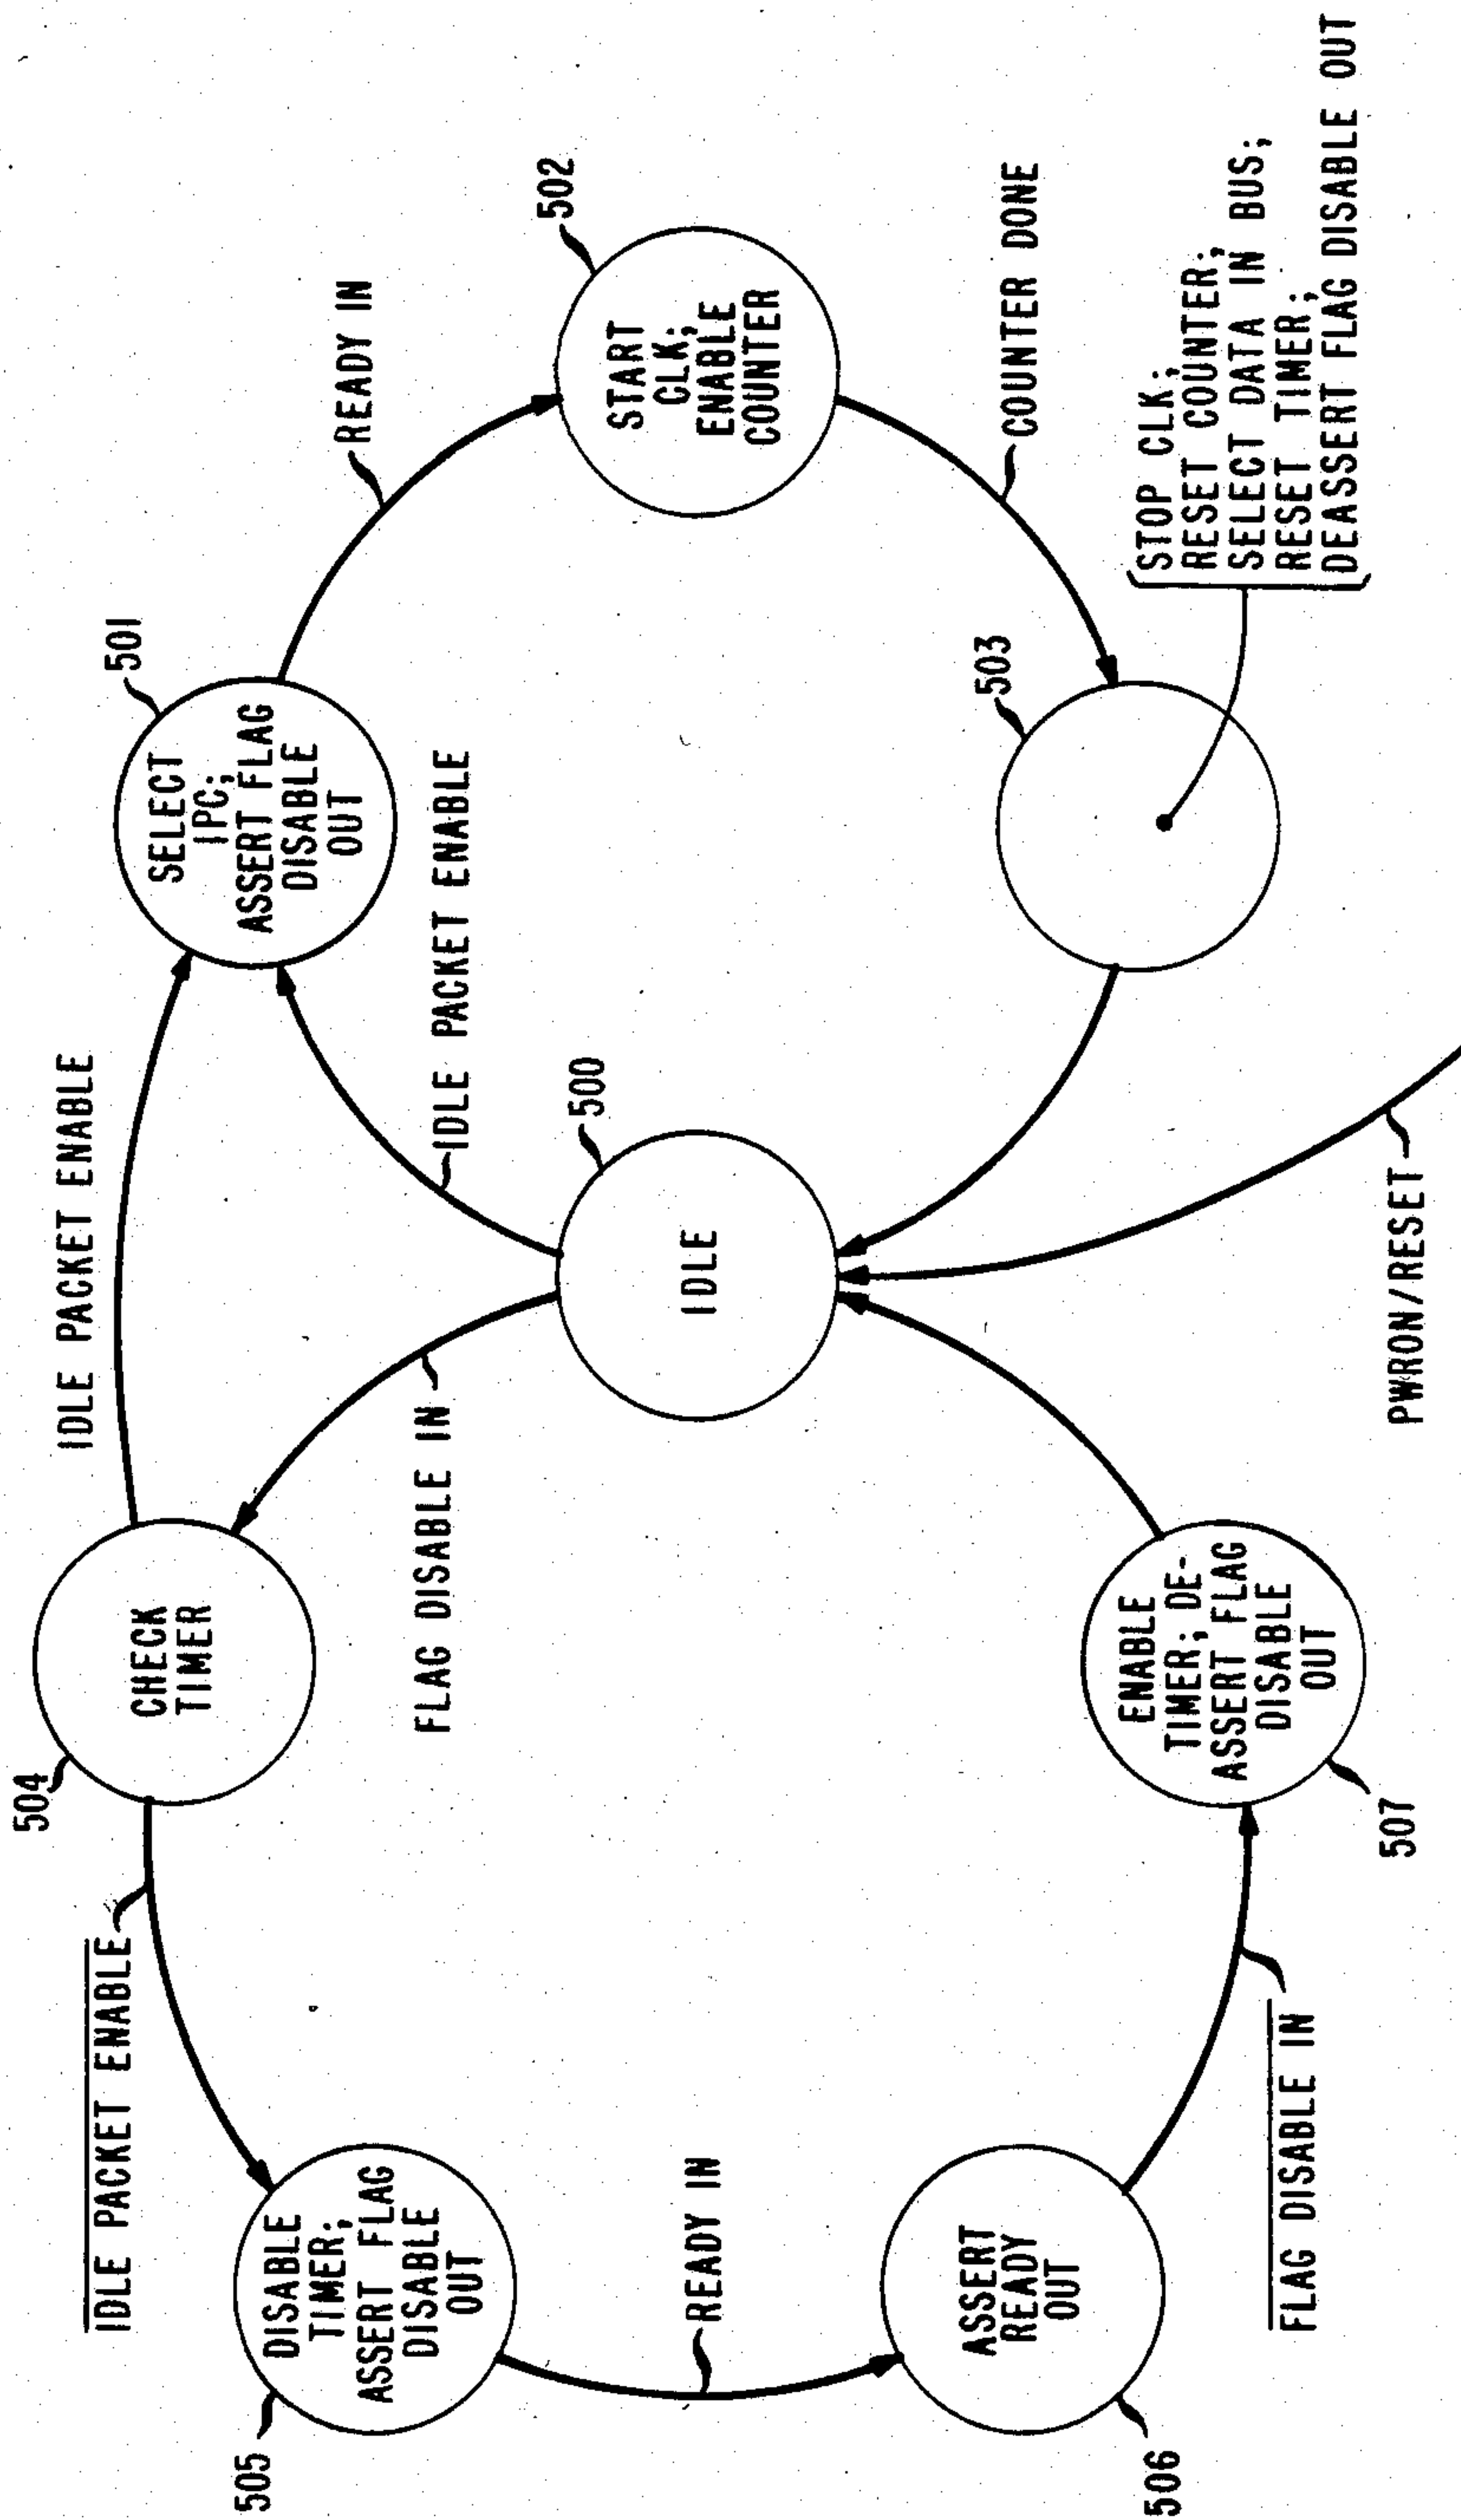 504
IDLE PACKET ENABLE
501
IDLE PACKET ENABLE
CHECK
TIMER
SELECT
IPC;
ASSERT FLAG
DISABLE
OUT
505
DISABLE
TIMER;
ASSERT FLAG
DISABLE
OUT
READY IN
FLAG DISABLE IN
IDLE PACKET ENABLE
502
500
IDLE
START
CLK;
ENABLE
COUNTER
READY IN
503
COUNTER DONE
506
ASSERT
READY
OUT
ENABLE
TIMER; DE-
ASSERT FLAG
DISABLE
OUT
STOP CLK;
RESET COUNTER;
SELECT DATA IN BUS;
RESET TIMER;
DEASSERT FLAG DISABLE OUT
FLAG DISABLE IN
507
PWRON/RESET